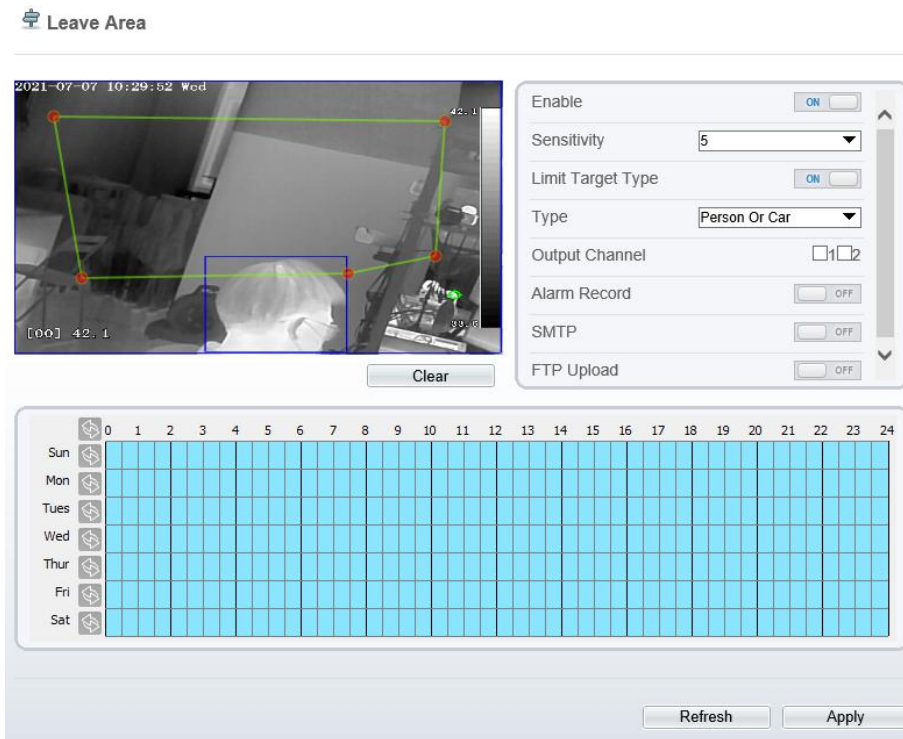 Leave Area
2021-07-07 10:29:52 Wed
42.1
[00] 42.1
Clear
Enable ON
Sensitivity 5
Limit Target Type ON
Type Person Or Car
Output Channel 1 2
Alarm Record OFF
SMTP OFF
FTP Upload OFF
0 1 2 3 4 5 6 7 8 9 10 11 12 13 14 15 16 17 18 19 20 21 22 23 24
Sun
Mon
Tues
Wed
Thur
Fri
Sat
Refresh
Apply